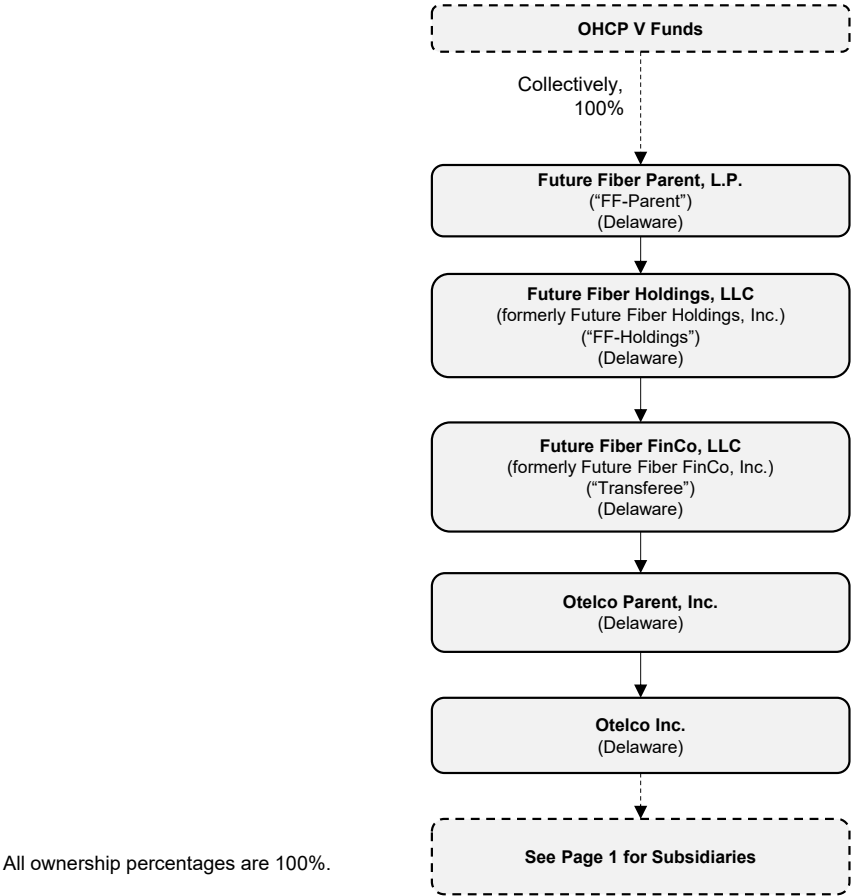 OHCP V Funds
Collectively,
100%
Future Fiber Parent, L.P.
(“FF-Parent”)
(Delaware)
Future Fiber Holdings, LLC
(formerly Future Fiber Holdings, Inc.)
(“FF-Holdings”)
(Delaware)
Future Fiber FinCo, LLC
(formerly Future Fiber FinCo, Inc.)
(“Transferee”)
(Delaware)
Otelco Parent, Inc.
(Delaware)
Otelco Inc.
(Delaware)
See Page 1 for Subsidiaries
All ownership percentages are 100%.